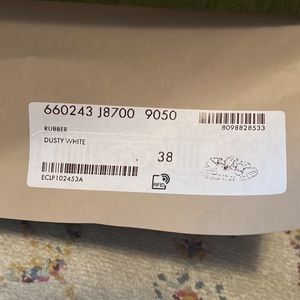 660243 J8700 9050
RUBBER
8098828533
DUSTY WHITE
38
ECLP102453A
RFID